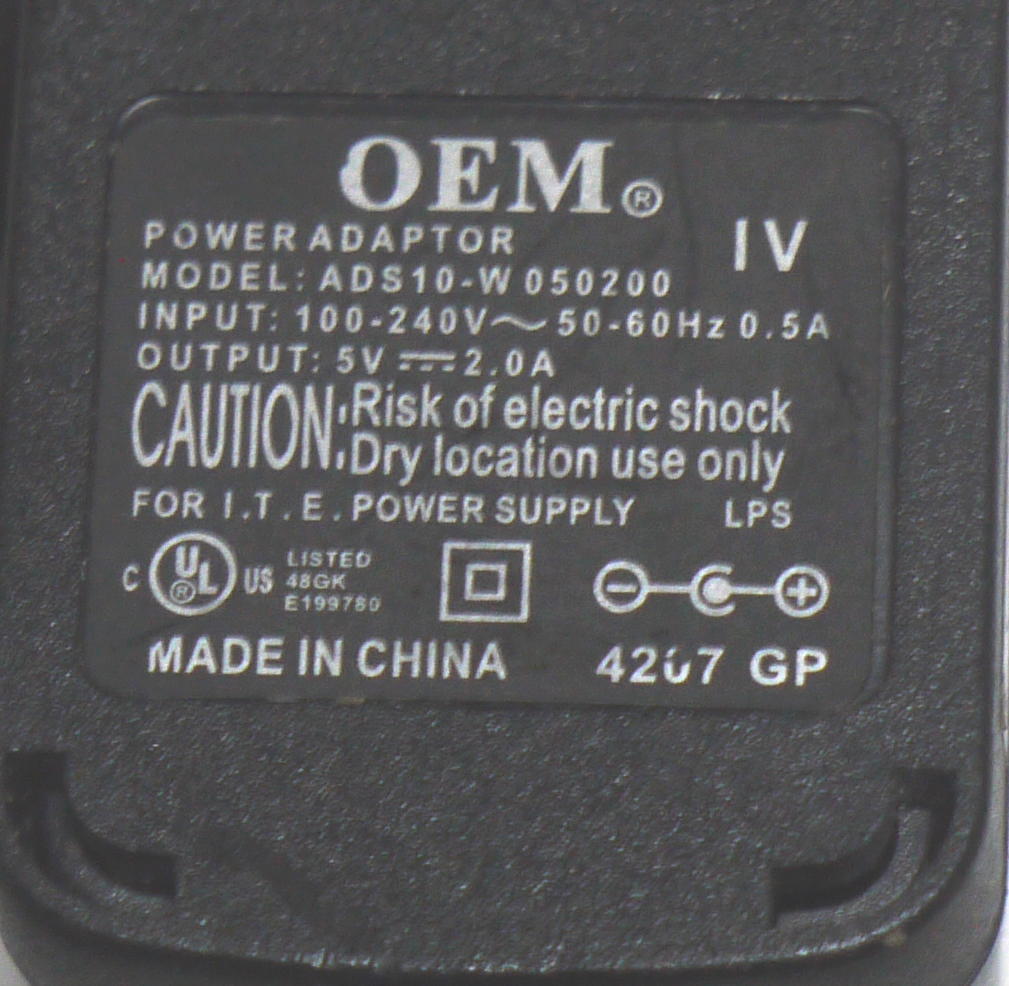 OEM®
POWER ADAPTOR
IV
MODEL: ADS10-W 050200
INPUT: 100-240V~50-60Hz 0.5A
OUTPUT: 5V ⎓ 2.0A
CAUTION: Risk of electric shock
Dry location use only
FOR I.T.E. POWER SUPPLY LPS
C UL® US
LISTED
48GK
E199780
MADE IN CHINA 4207 GP